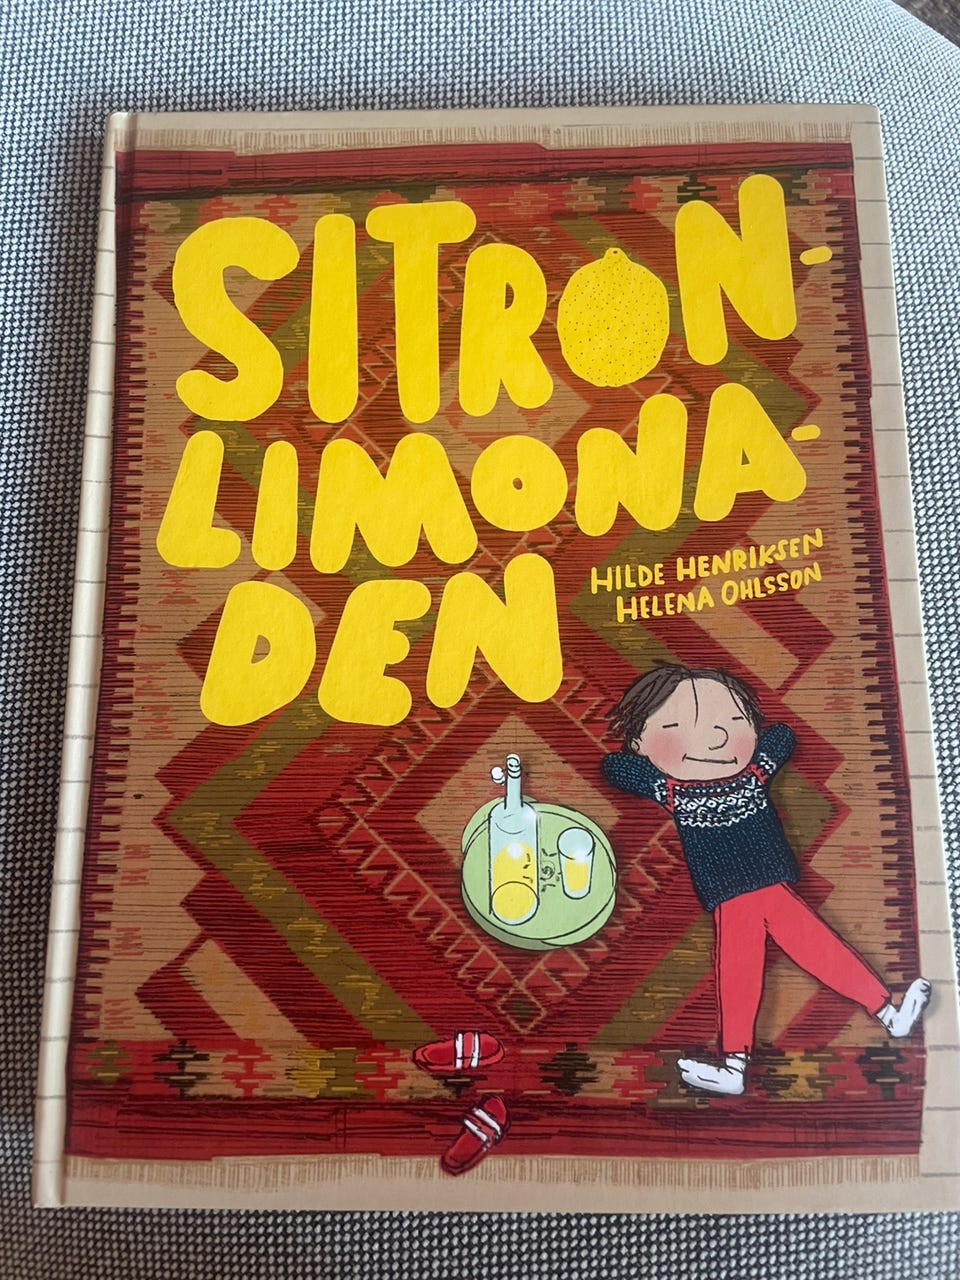 SITRON-
LIMONA-
DEN
HILDE HENRIKSEN
HELENA OHLSSON